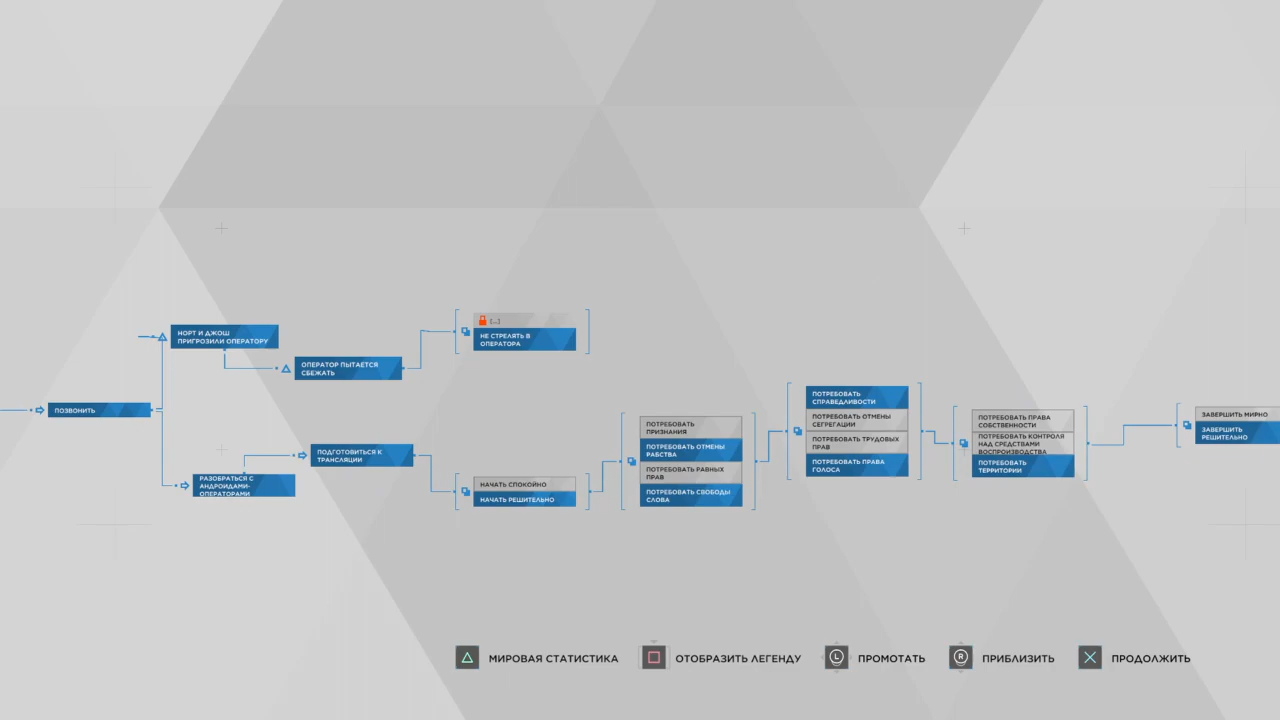 НОРТ И ДЖОШ
ПРИГРОЗИЛИ ОПЕРАТОРУ
ОПЕРАТОР ПЫТАЕТСЯ
СБЕЖАТЬ
[...]
НЕ СТРЕЛЯТЬ В
ОПЕРАТОРА
ПОЗВОНИТЬ
РАЗОБРАТЬСЯ С
АНДРОИДАМИ-
ОПЕРАТОРАМИ
ПОДГОТОВИТЬСЯ К
ТРАНСЛЯЦИИ
НАЧАТЬ СПОКОЙНО
НАЧАТЬ РЕШИТЕЛЬНО
ПОТРЕБОВАТЬ
ПРИЗНАНИЯ
ПОТРЕБОВАТЬ ОТМЕНЫ
РАБСТВА
ПОТРЕБОВАТЬ РАВНЫХ
ПРАВ
ПОТРЕБОВАТЬ СВОБОДЫ
СЛОВА
ПОТРЕБОВАТЬ
СПРАВЕДЛИВОСТИ
ПОТРЕБОВАТЬ ОТМЕНЫ
СЕГРЕГАЦИИ
ПОТРЕБОВАТЬ ТРУДОВЫХ
ПРАВ
ПОТРЕБОВАТЬ ПРАВА
ГОЛОСА
ПОТРЕБОВАТЬ ПРАВА
СОБСТВЕННОСТИ
ПОТРЕБОВАТЬ КОНТРОЛЯ
НАД СРЕДСТВАМИ
ВОСПРОИЗВОДСТВА
ПОТРЕБОВАТЬ
ТЕРРИТОРИИ
ЗАВЕРШИТЬ МИРНО
ЗАВЕРШИТЬ
РЕШИТЕЛЬНО
МИРОВАЯ СТАТИСТИКА
ОТОБРАЗИТЬ ЛЕГЕНДУ
L ПРОМОТАТЬ
R ПРИБЛИЗИТЬ
ПРОДОЛЖИТЬ